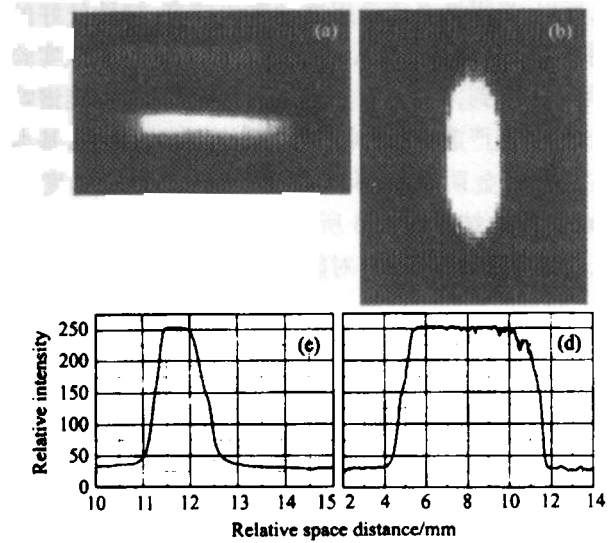 (a)
(b)
Relative intensity
250
200
150
100
50
0
(c)
(d)
10 11 12 13 14 15
2 4 6 8 10 12 14
Relative space distance/mm